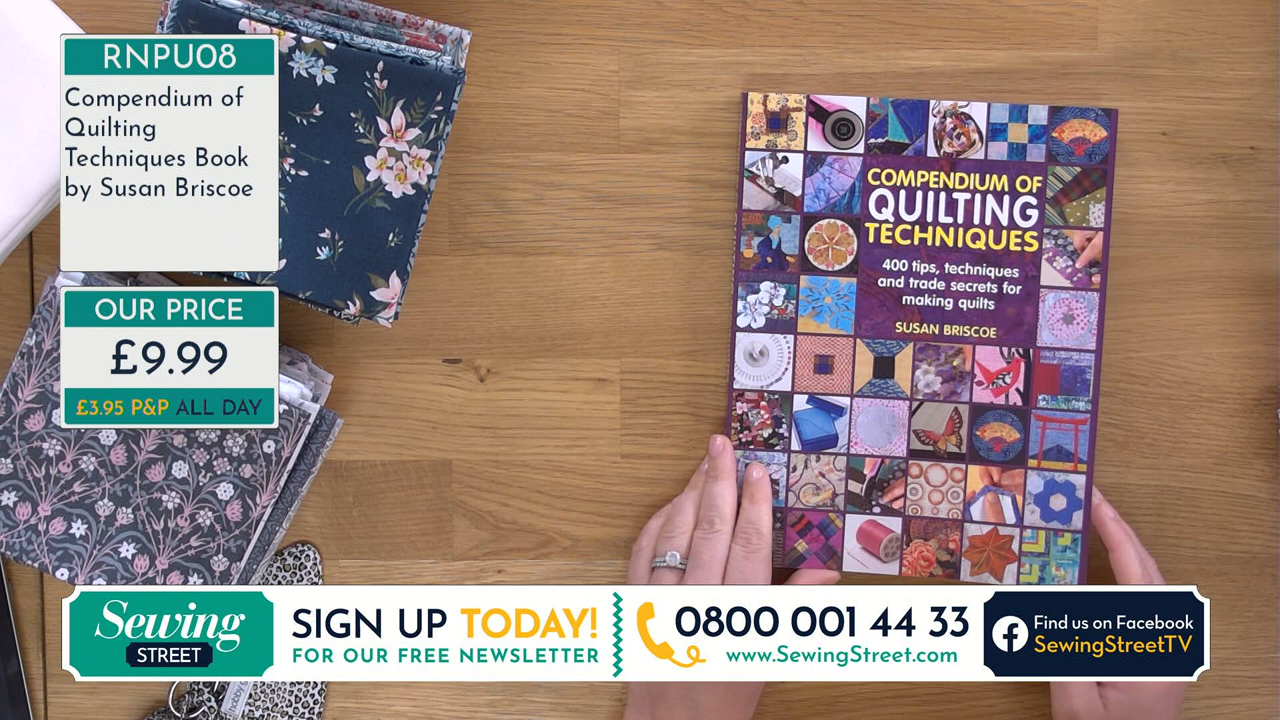 RNPU08
Compendium of
Quilting
Techniques Book
by Susan Briscoe
OUR PRICE
£9.99
£3.95 P&P ALL DAY
COMPENDIUM OF
QUILTING
TECHNIQUES
400 tips, techniques
and trade secrets for
making quilts
SUSAN BRISCOE
Sewing
STREET
SIGN UP TODAY!
FOR OUR FREE NEWSLETTER
0800 001 44 33
www.SewingStreet.com
Find us on Facebook
SewingStreetTV